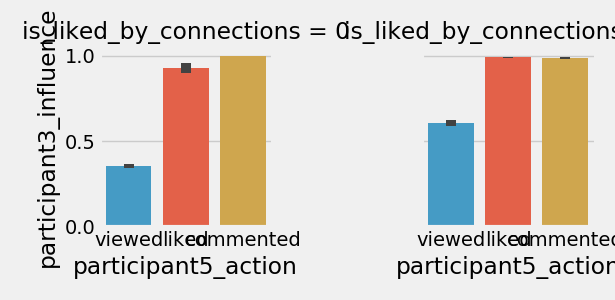 is_liked_by_connections = 0
is_liked_by_connections
participant3_influence
1.0
0.5
0.0
viewed liked commented
viewed liked commented
participant5_action
participant5_action